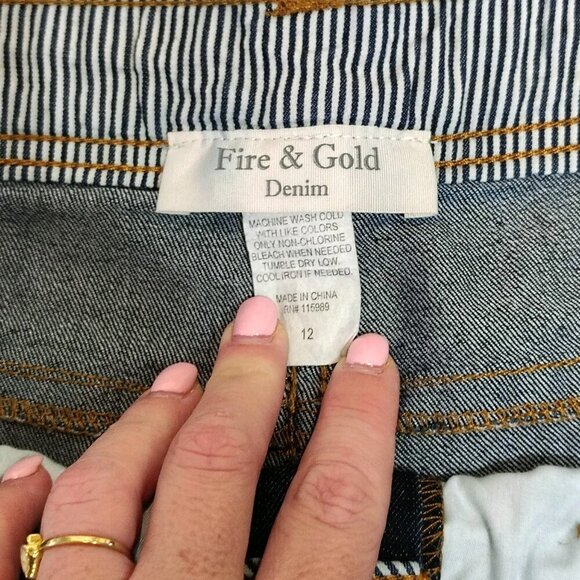 Fire & Gold
Denim
MACHINE WASH COLD
WITH LIKE COLORS
ONLY NON-CHLORINE
BLEACH WHEN NEEDED
TUMBLE DRY LOW.
COOL IRON IF NEEDED.
MADE IN CHINA
RN# 115989
12